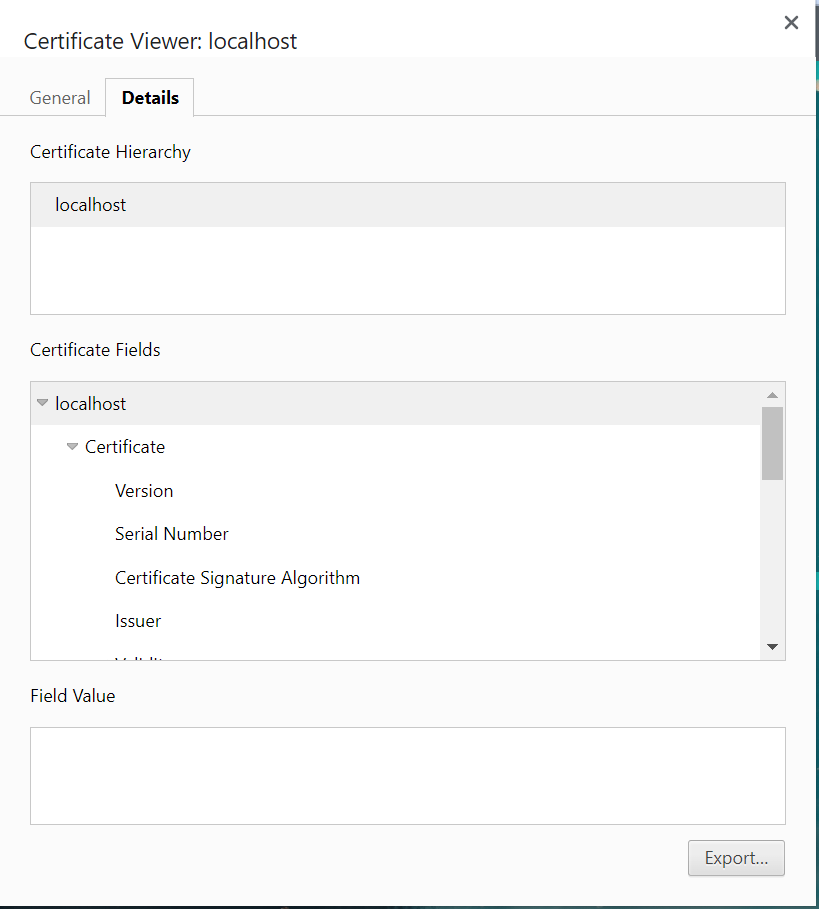 Certificate Viewer: localhost
General Details
Certificate Hierarchy
localhost
Certificate Fields
localhost
Certificate
Version
Serial Number
Certificate Signature Algorithm
Issuer
Field Value
Export...